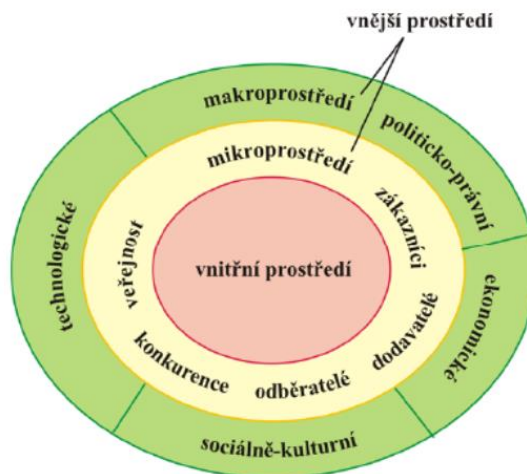 vnější prostředí
makroprostředí
politicko-právní
mikroprostředí
zákazníci
technologické
veřejnost
vnitřní prostředí
ekonomické
dodavatelé
konkurence
odběratelé
sociálně-kulturní